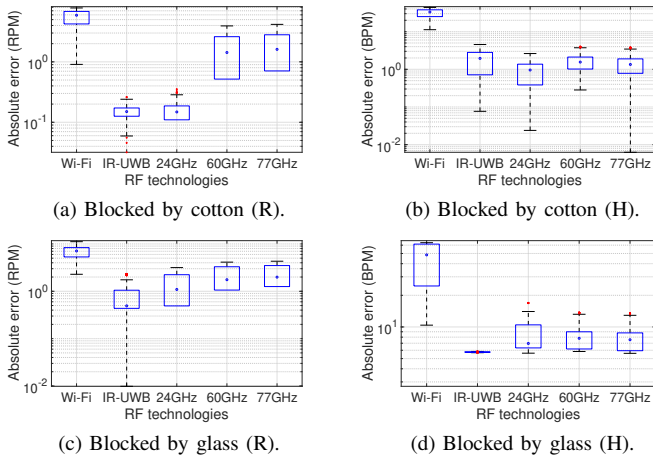 Absolute error (RPM)
10^0
10^-1
Wi-Fi IR-UWB 24GHz 60GHz 77GHz
RF technologies
(a) Blocked by cotton (R).
Absolute error (BPM)
10^0
10^-2
Wi-Fi IR-UWB 24GHz 60GHz 77GHz
RF technologies
(b) Blocked by cotton (H).
Absolute error (RPM)
10^0
10^-2
Wi-Fi IR-UWB 24GHz 60GHz 77GHz
RF technologies
(c) Blocked by glass (R).
Absolute error (BPM)
10^1
Wi-Fi IR-UWB 24GHz 60GHz 77GHz
RF technologies
(d) Blocked by glass (H).